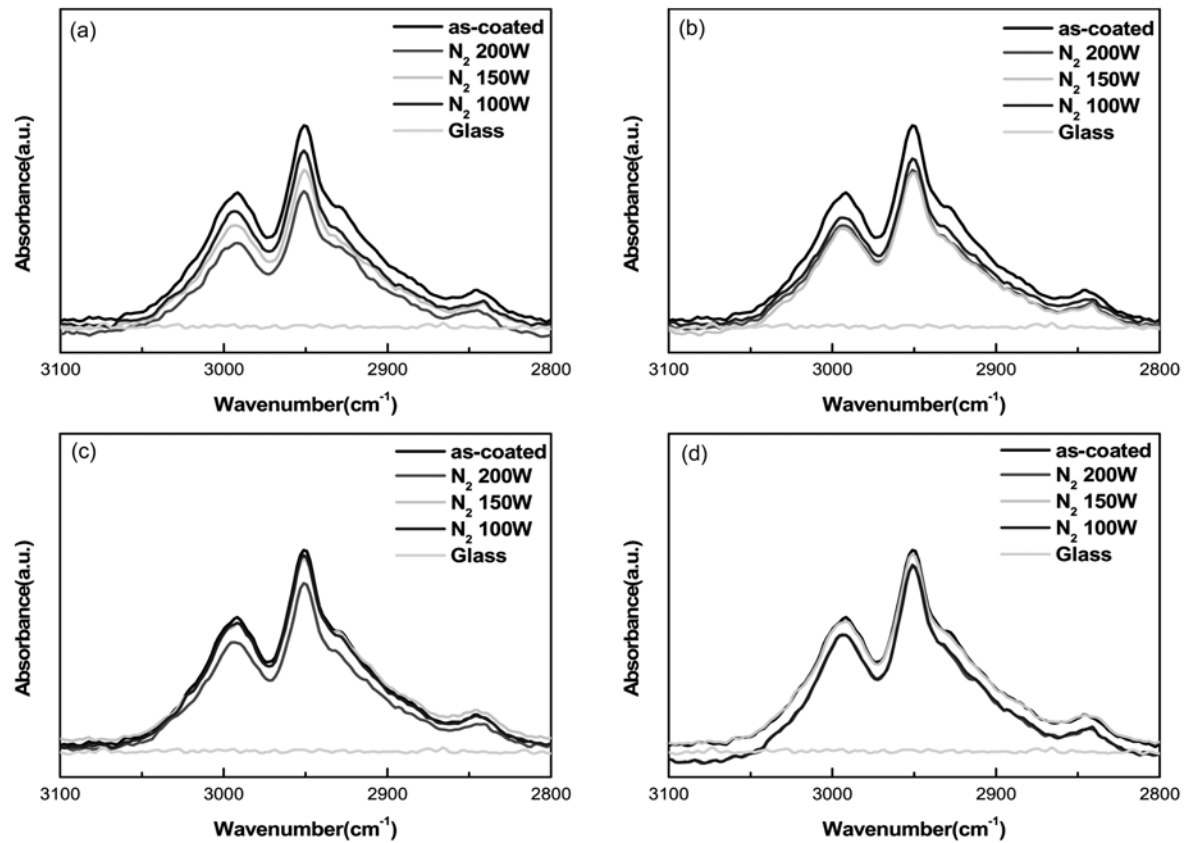 (a)
as-coated
N₂ 200W
N₂ 150W
N₂ 100W
Glass
Absorbance(a.u.)
3100 3000 2900 2800
Wavenumber(cm⁻¹)
(b)
as-coated
N₂ 200W
N₂ 150W
N₂ 100W
Glass
Absorbance(a.u.)
3100 3000 2900 2800
Wavenumber(cm⁻¹)
(c)
as-coated
N₂ 200W
N₂ 150W
N₂ 100W
Glass
Absorbance(a.u.)
3100 3000 2900 2800
Wavenumber(cm⁻¹)
(d)
as-coated
N₂ 200W
N₂ 150W
N₂ 100W
Glass
Absorbance(a.u.)
3100 3000 2900 2800
Wavenumber(cm⁻¹)